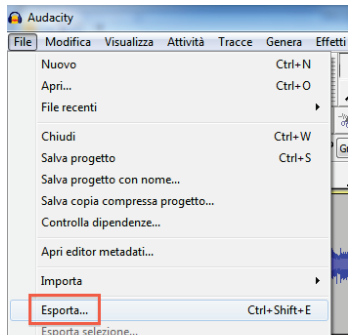 Audacity
File Modifica Visualizza Attività Tracce Genera Effetti
Nuovo Ctrl+N
Apri... Ctrl+O
File recenti
Chiudi Ctrl+W
Salva progetto Ctrl+S
Salva progetto con nome...
Salva copia compressa progetto...
Controlla dipendenze...
Apri editor metadati...
Importa
Esporta... Ctrl+Shift+E
Esporta selezione...